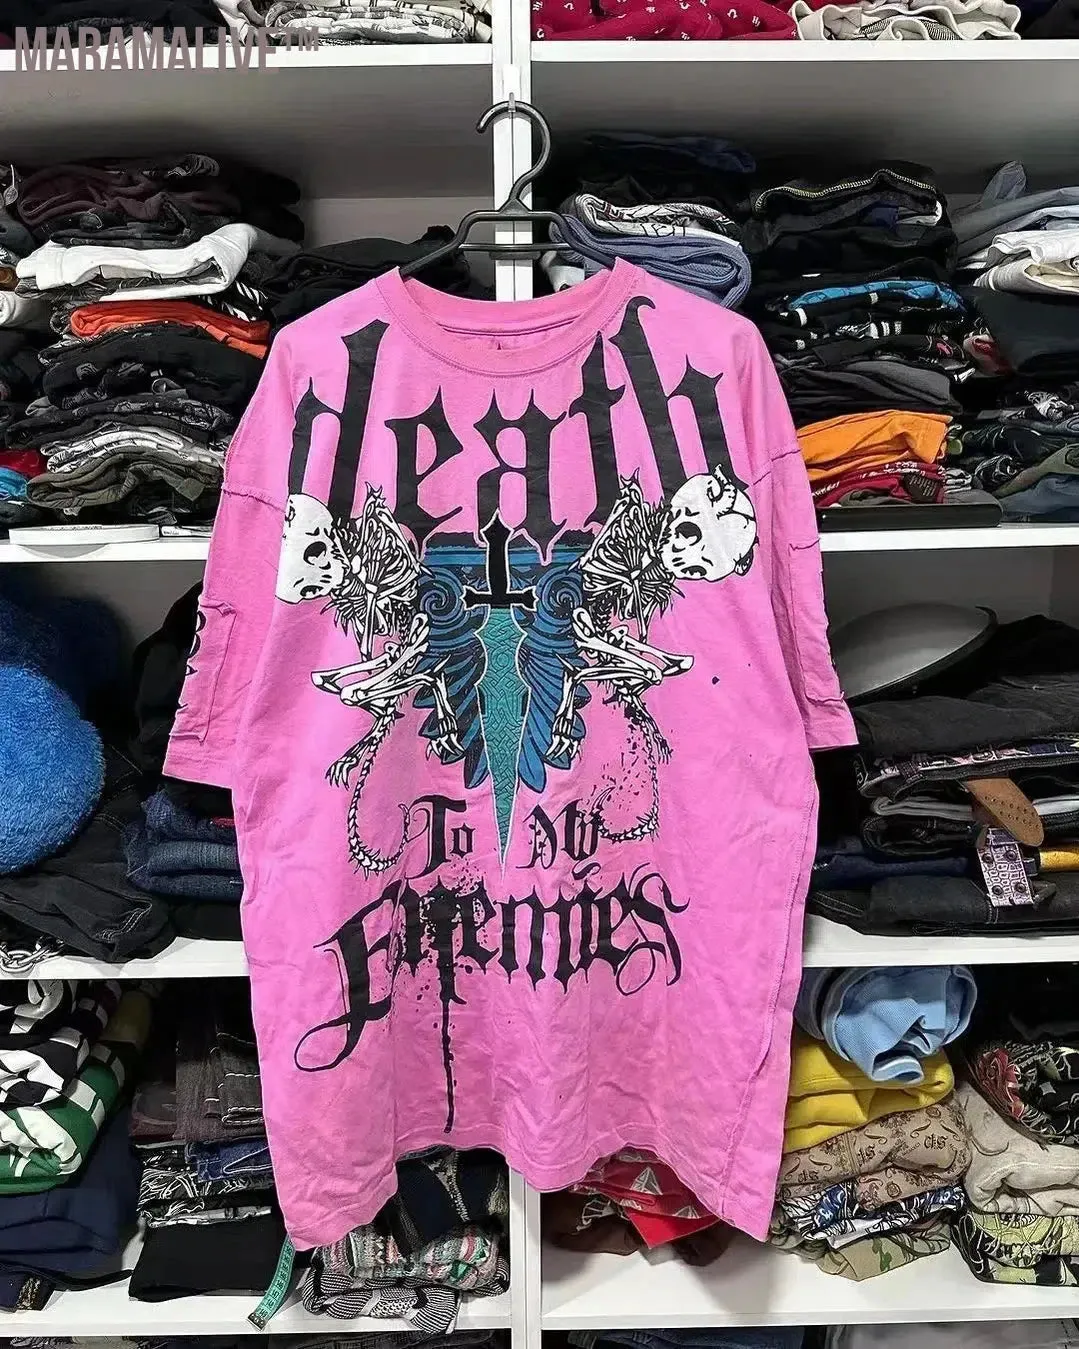 MARAMALIVE™
death
To My
Enemies